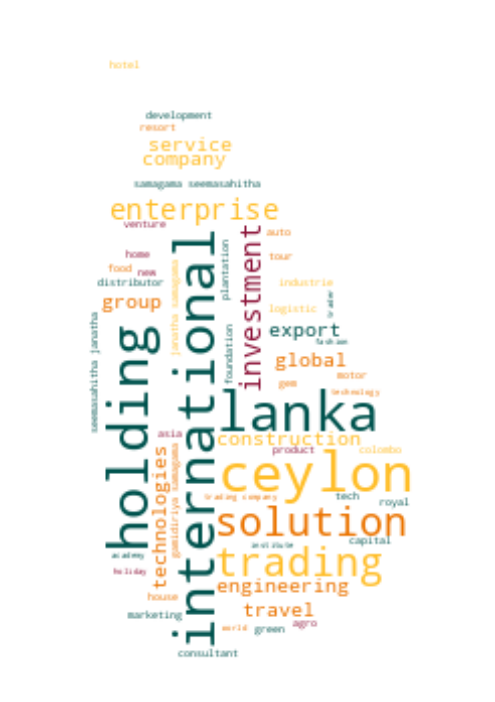 hotel
development
resort
service
company
samagama seemasahitha
enterprise
venture
auto
home
tour
food
new
distributor
group
seemasahitha janatha
holding
janatha samagama
international
plantation
foundation
investment
industrie
logistic
trader
export
fashion
global
gem
motor
technology
lanka
asia
construction
product
colombo
ceylon
technologies
gamidiriya samagama
trading company
tech
royal
solution
capital
institute
academy
trading
holiday
engineering
house
marketing
travel
world
green
agro
consultant